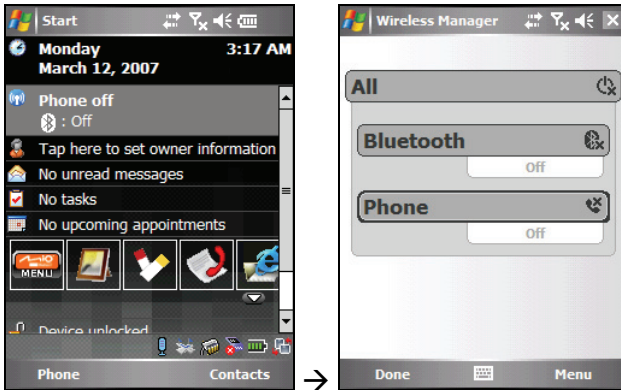 Start
Monday 3:17 AM
March 12, 2007
Phone off
: Off
Tap here to set owner information
No unread messages
No tasks
No upcoming appointments
Mio
MENU
Device unlocked
Phone Contacts
→
Wireless Manager
All
Bluetooth
Off
Phone
Off
Done Menu